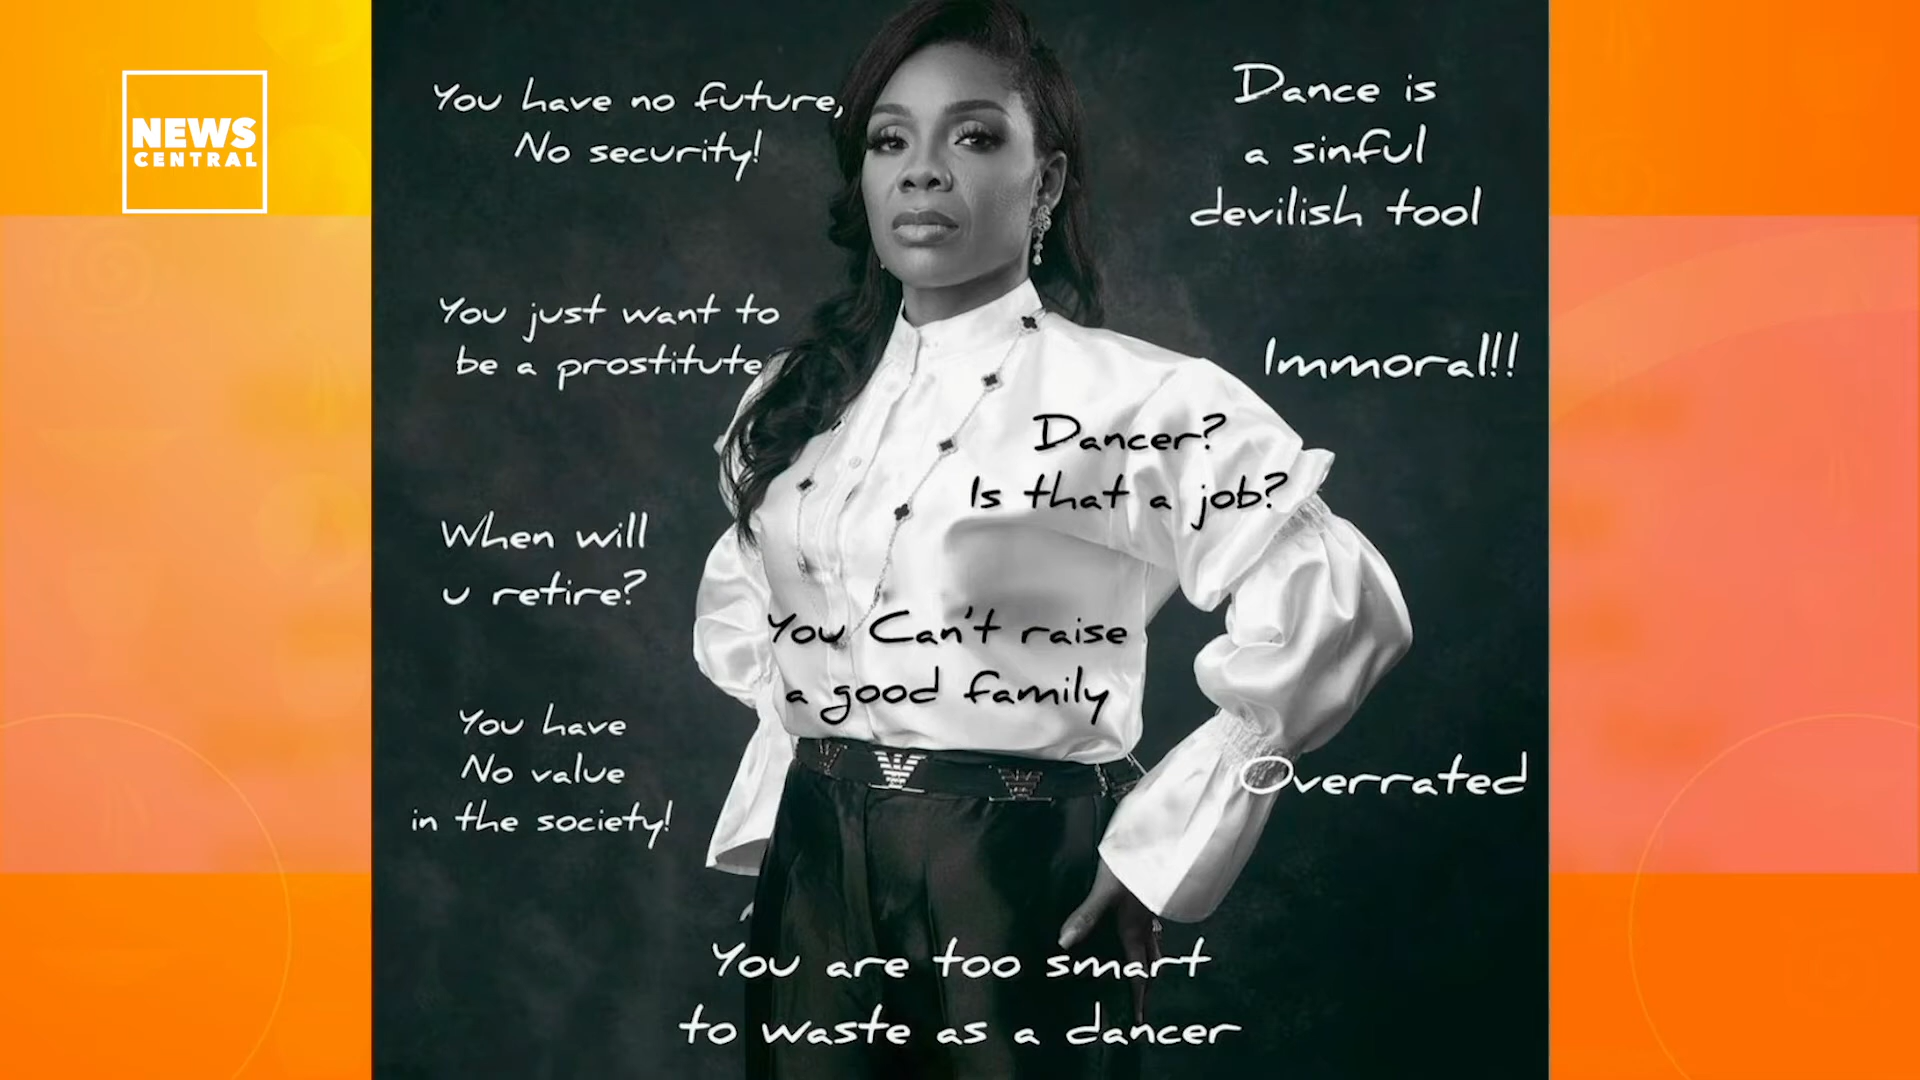 NEWS
CENTRAL
You have no future,
No security!
Dance is
a sinful
devilish tool
You just want to
be a prostitute
Immoral!!
Dancer?
Is that a job?
When will
u retire?
You Can't raise
a good family
You have
No value
in the society!
Overrated
You are too smart
to waste as a dancer